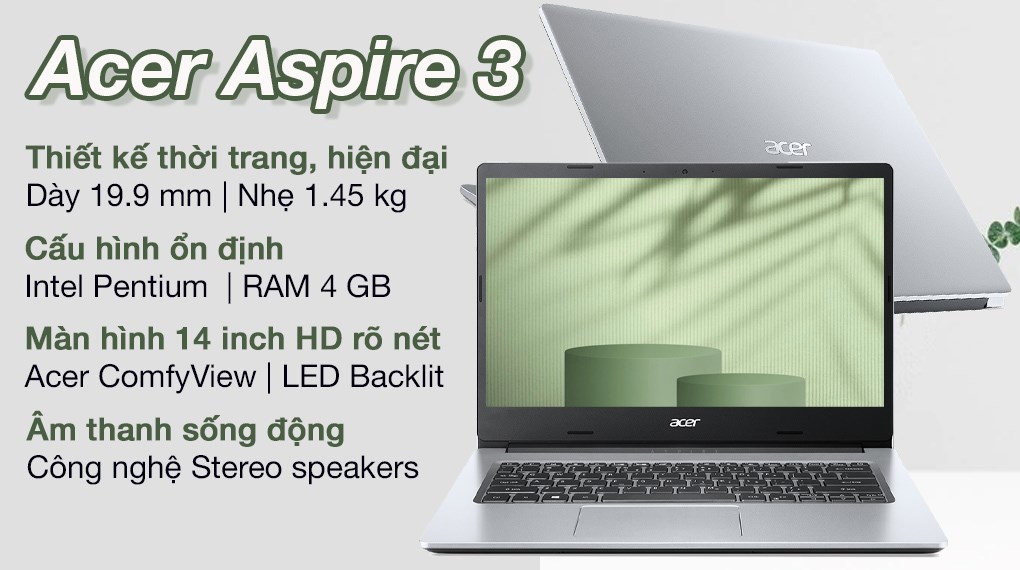 Acer Aspire 3
Thiết kế thời trang, hiện đại
Dày 19.9 mm | Nhẹ 1.45 kg
Cấu hình ổn định
Intel Pentium | RAM 4 GB
Màn hình 14 inch HD rõ nét
Acer ComfyView | LED Backlit
Âm thanh sống động
Công nghệ Stereo speakers
acer
acer